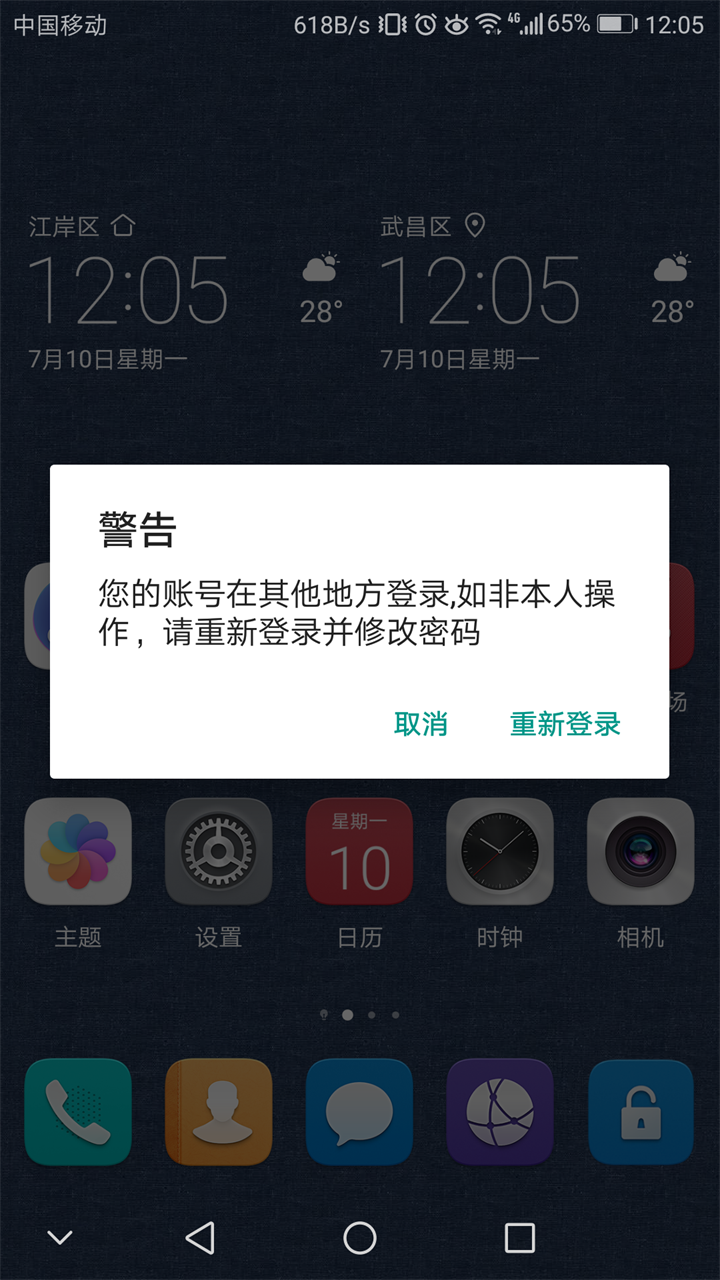 中国移动 618B/s 4G 65% 12:05
江岸区 武昌区
12:05 28° 12:05 28°
7月10日星期一 7月10日星期一
警告
您的账号在其他地方登录,如非本人操
作，请重新登录并修改密码
场
取消 重新登录
星期一
10
主题 设置 日历 时钟 相机